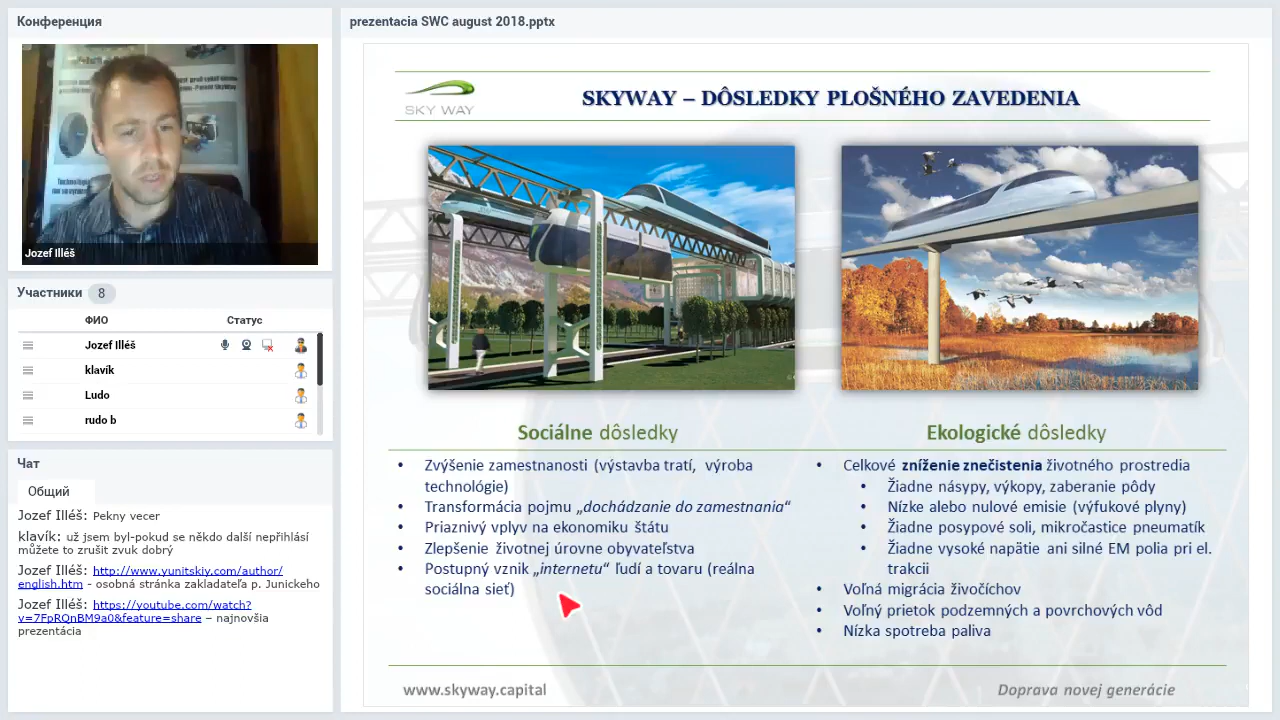 Конференция
Jozef Illéš
Участники 8
ФИО Статус
Jozef Illéš
klavík
Ludo
rudo b
Чат
Общий
Jozef Illéš: Pekny vecer
klavík: už jsem byl-pokud se někdo další nepřihlásí
můžete to zrušit zvuk dobrý
Jozef Illéš: http://www.yunitskiy.com/author/
english.htm - osobná stránka zakladateľa p. Junickeho
Jozef Illéš: https://youtube.com/watch?
v=7FpRQnBM9a0&feature=share – najnovšia
prezentácia
prezentacia SWC august 2018.pptx
SKY WAY
SKYWAY – DÔSLEDKY PLOŠNÉHO ZAVEDENIA
Sociálne dôsledky
• Zvýšenie zamestnanosti (výstavba tratí, výroba
technológie)
• Transformácia pojmu „dochádzanie do zamestnania“
• Priaznivý vplyv na ekonomiku štátu
• Zlepšenie životnej úrovne obyvateľstva
• Postupný vznik „internetu“ ľudí a tovaru (reálna
sociálna sieť)
Ekologické dôsledky
• Celkové zníženie znečistenia životného prostredia
• Žiadne násypy, výkopy, zaberanie pôdy
• Nízke alebo nulové emisie (výfukové plyny)
• Žiadne posypové soli, mikročastice pneumatík
• Žiadne vysoké napätie ani silné EM polia pri el.
trakcii
• Voľná migrácia živočíchov
• Voľný prietok podzemných a povrchových vôd
• Nízka spotreba paliva
www.skyway.capital
Doprava novej generácie